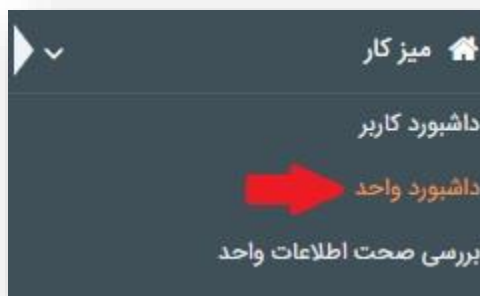 میز کار
داشبورد کاربر
داشبورد واحد
بررسی صحت اطلاعات واحد